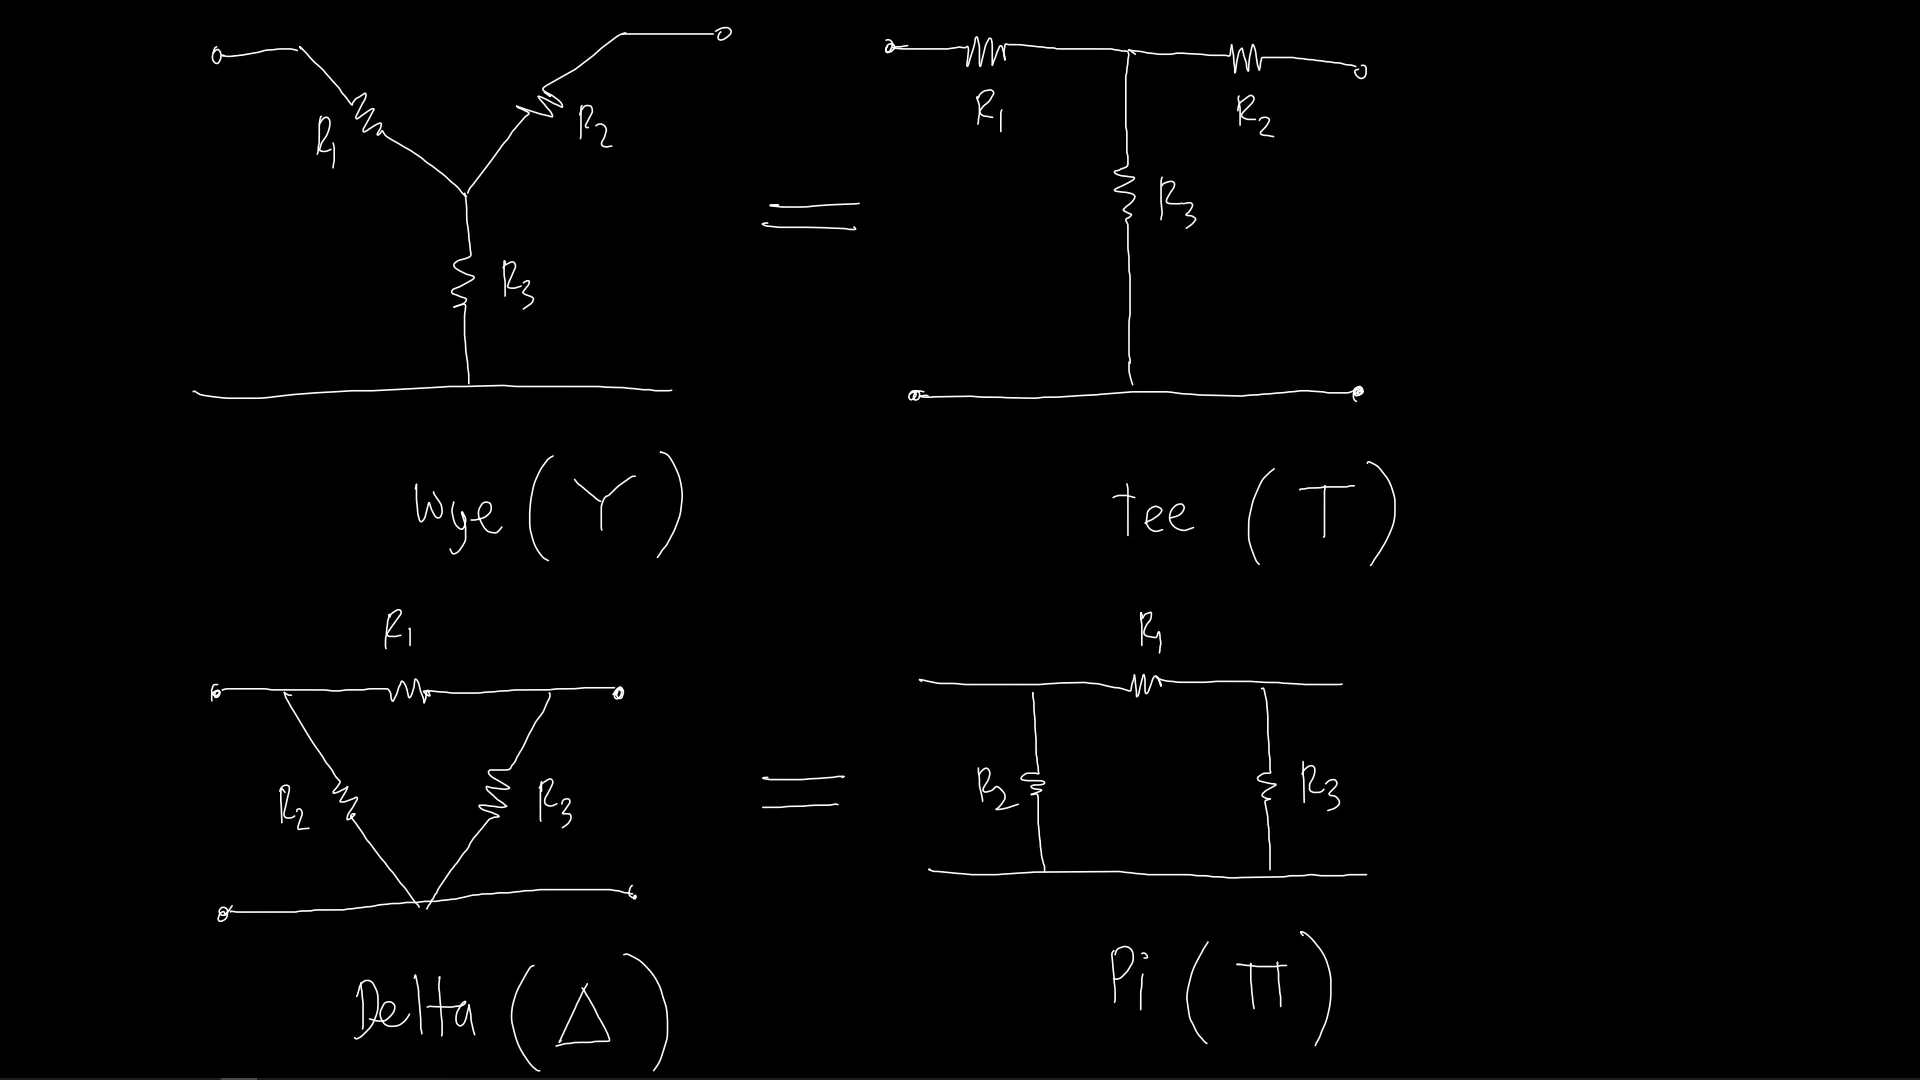 R1
R2
R3
=
R1
R2
R3
Wye (Y)
tee (T)
R1
R2
R3
=
R1
R2
R3
Delta (Δ)
Pi (Π)